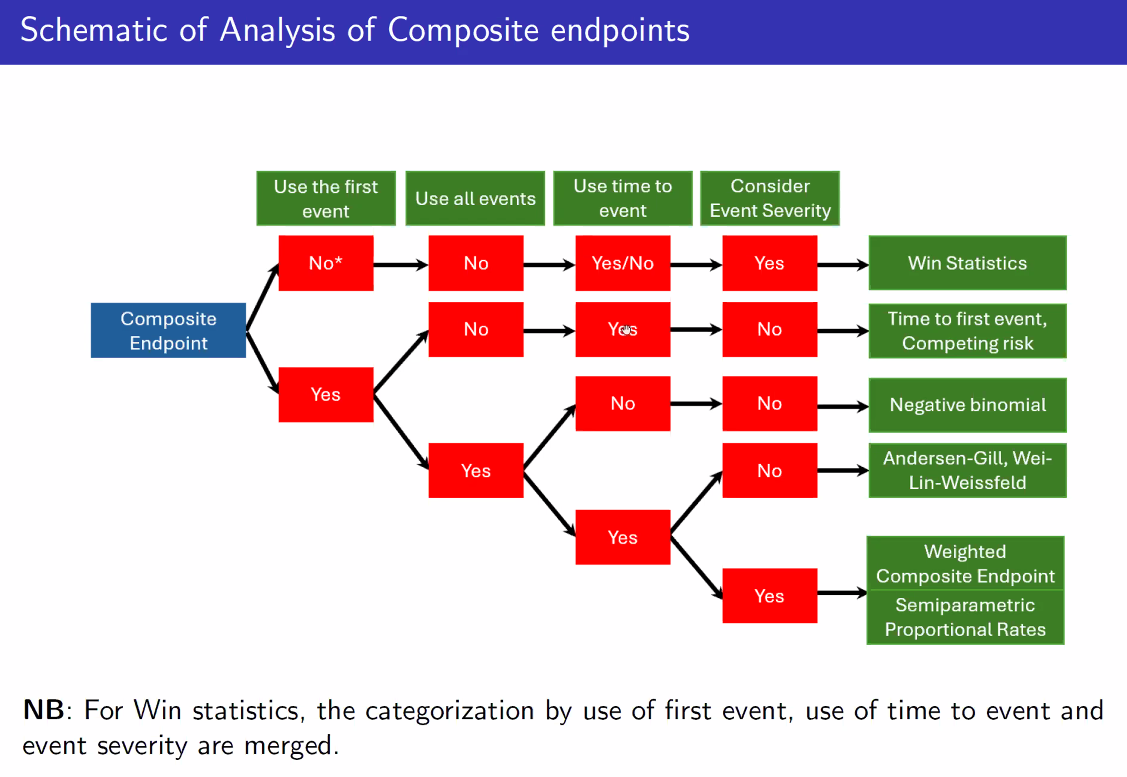 Schematic of Analysis of Composite endpoints
Use the first
event
Use all events
Use time to
event
Consider
Event Severity
No*
No
Yes/No
Yes
Win Statistics
Composite
Endpoint
No
Yes
No
Time to first event,
Competing risk
Yes
No
No
Negative binomial
Yes
No
Andersen-Gill, Wei-
Lin-Weissfeld
Yes
Yes
Weighted
Composite Endpoint
Semiparametric
Proportional Rates
NB: For Win statistics, the categorization by use of first event, use of time to event and
event severity are merged.